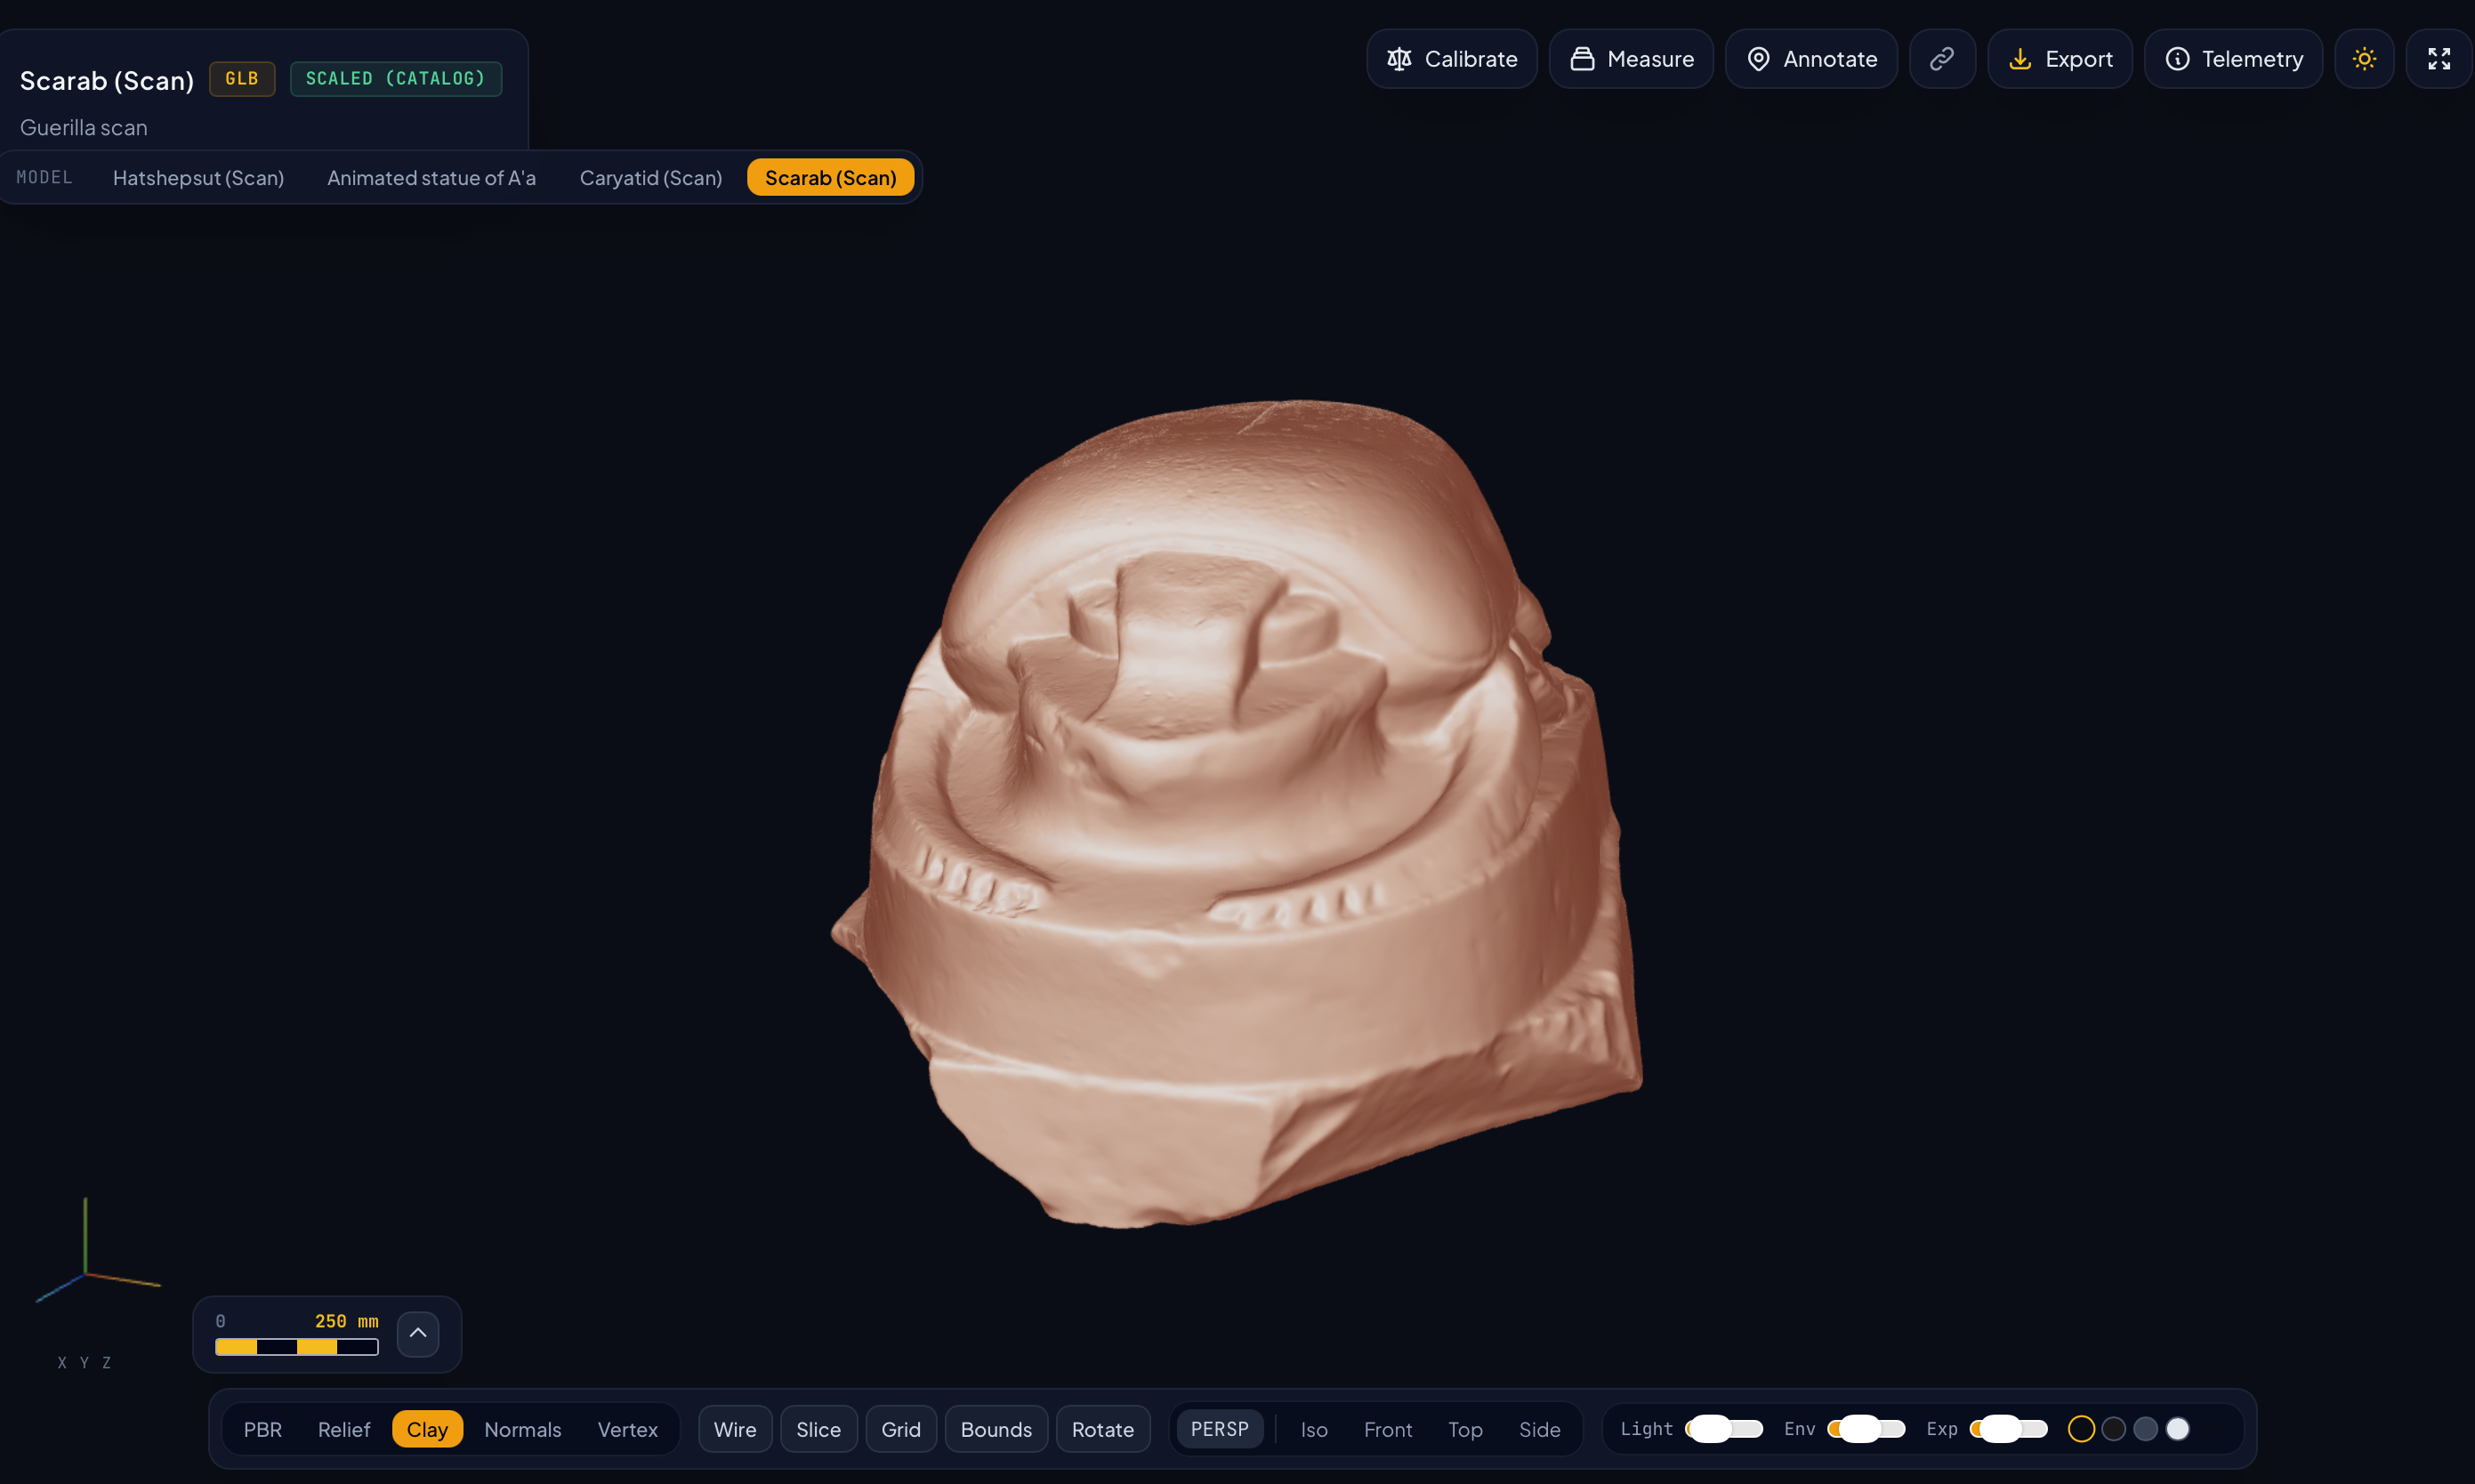 Scarab (Scan) GLB SCALED (CATALOG)
Guerilla scan
Calibrate Measure Annotate Export Telemetry
MODEL Hatshepsut (Scan) Animated statue of A'a Caryatid (Scan) Scarab (Scan)
0 250 mm
X Y Z
PBR Relief Clay Normals Vertex Wire Slice Grid Bounds Rotate PERSP Iso Front Top Side Light Env Exp